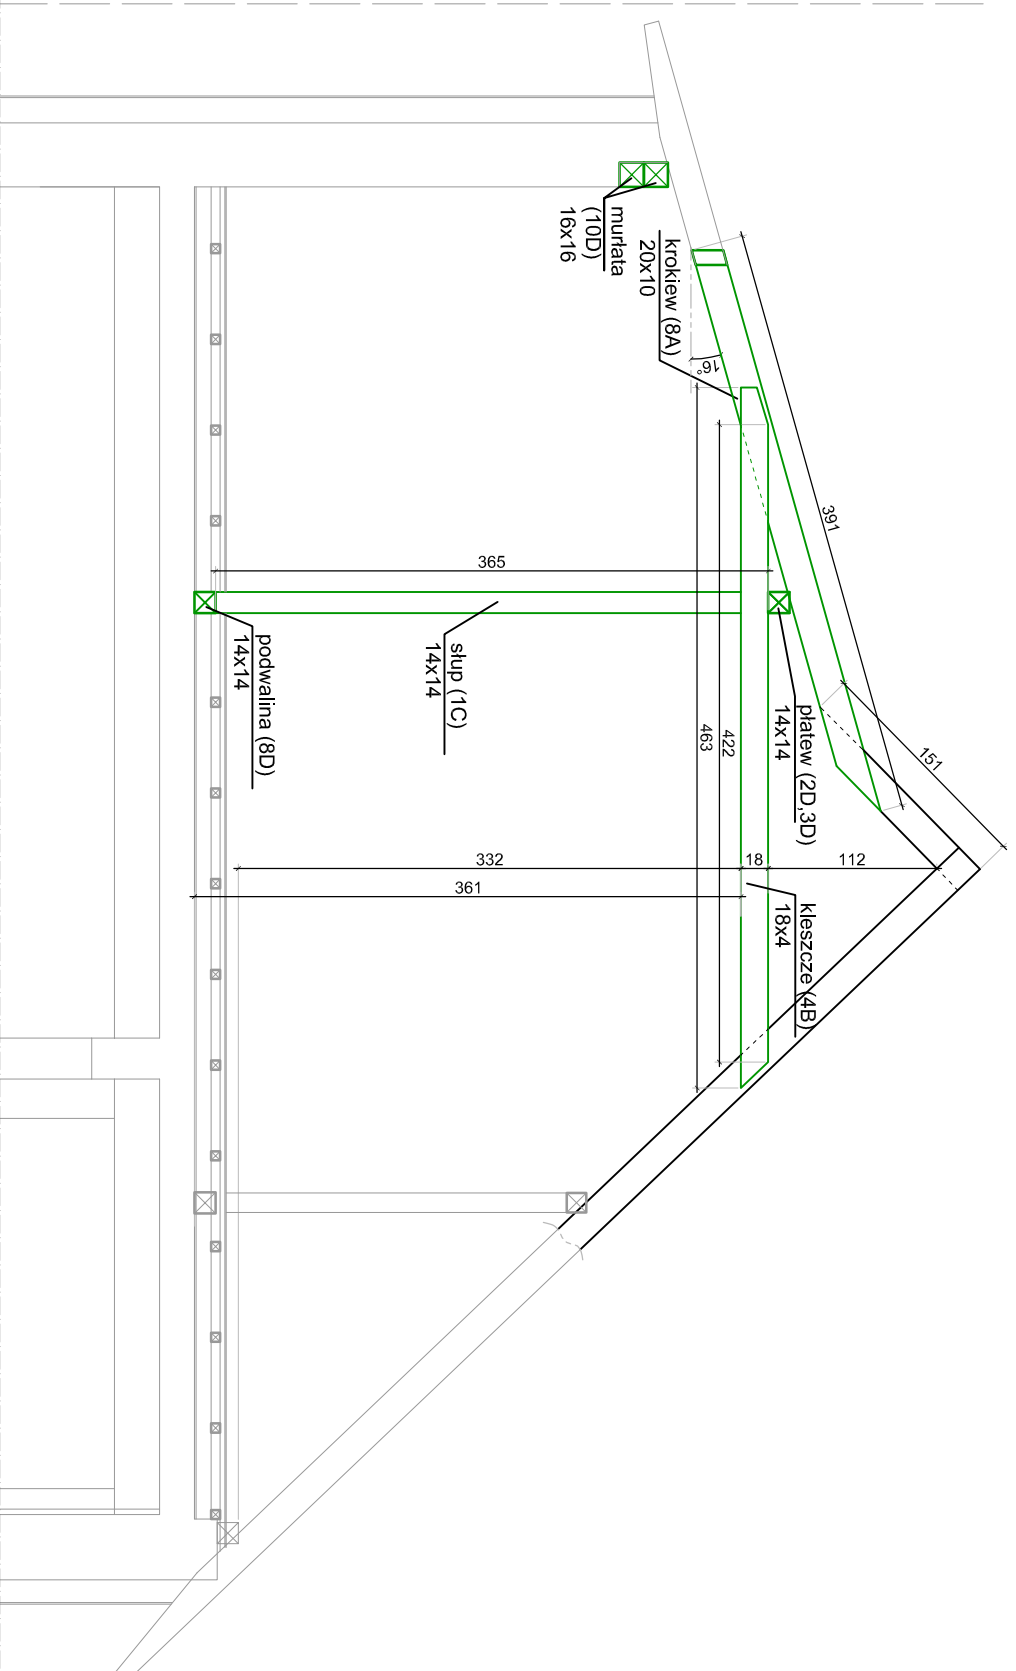 murłata
(10D)
16x16
krokiew (8A)
20x10
16°
391
365
słup (1C)
14x14
podwalina (8D)
14x14
płatew (2D,3D)
14x14
151
422
463
332
18
112
361
kleszcze (4B)
18x4